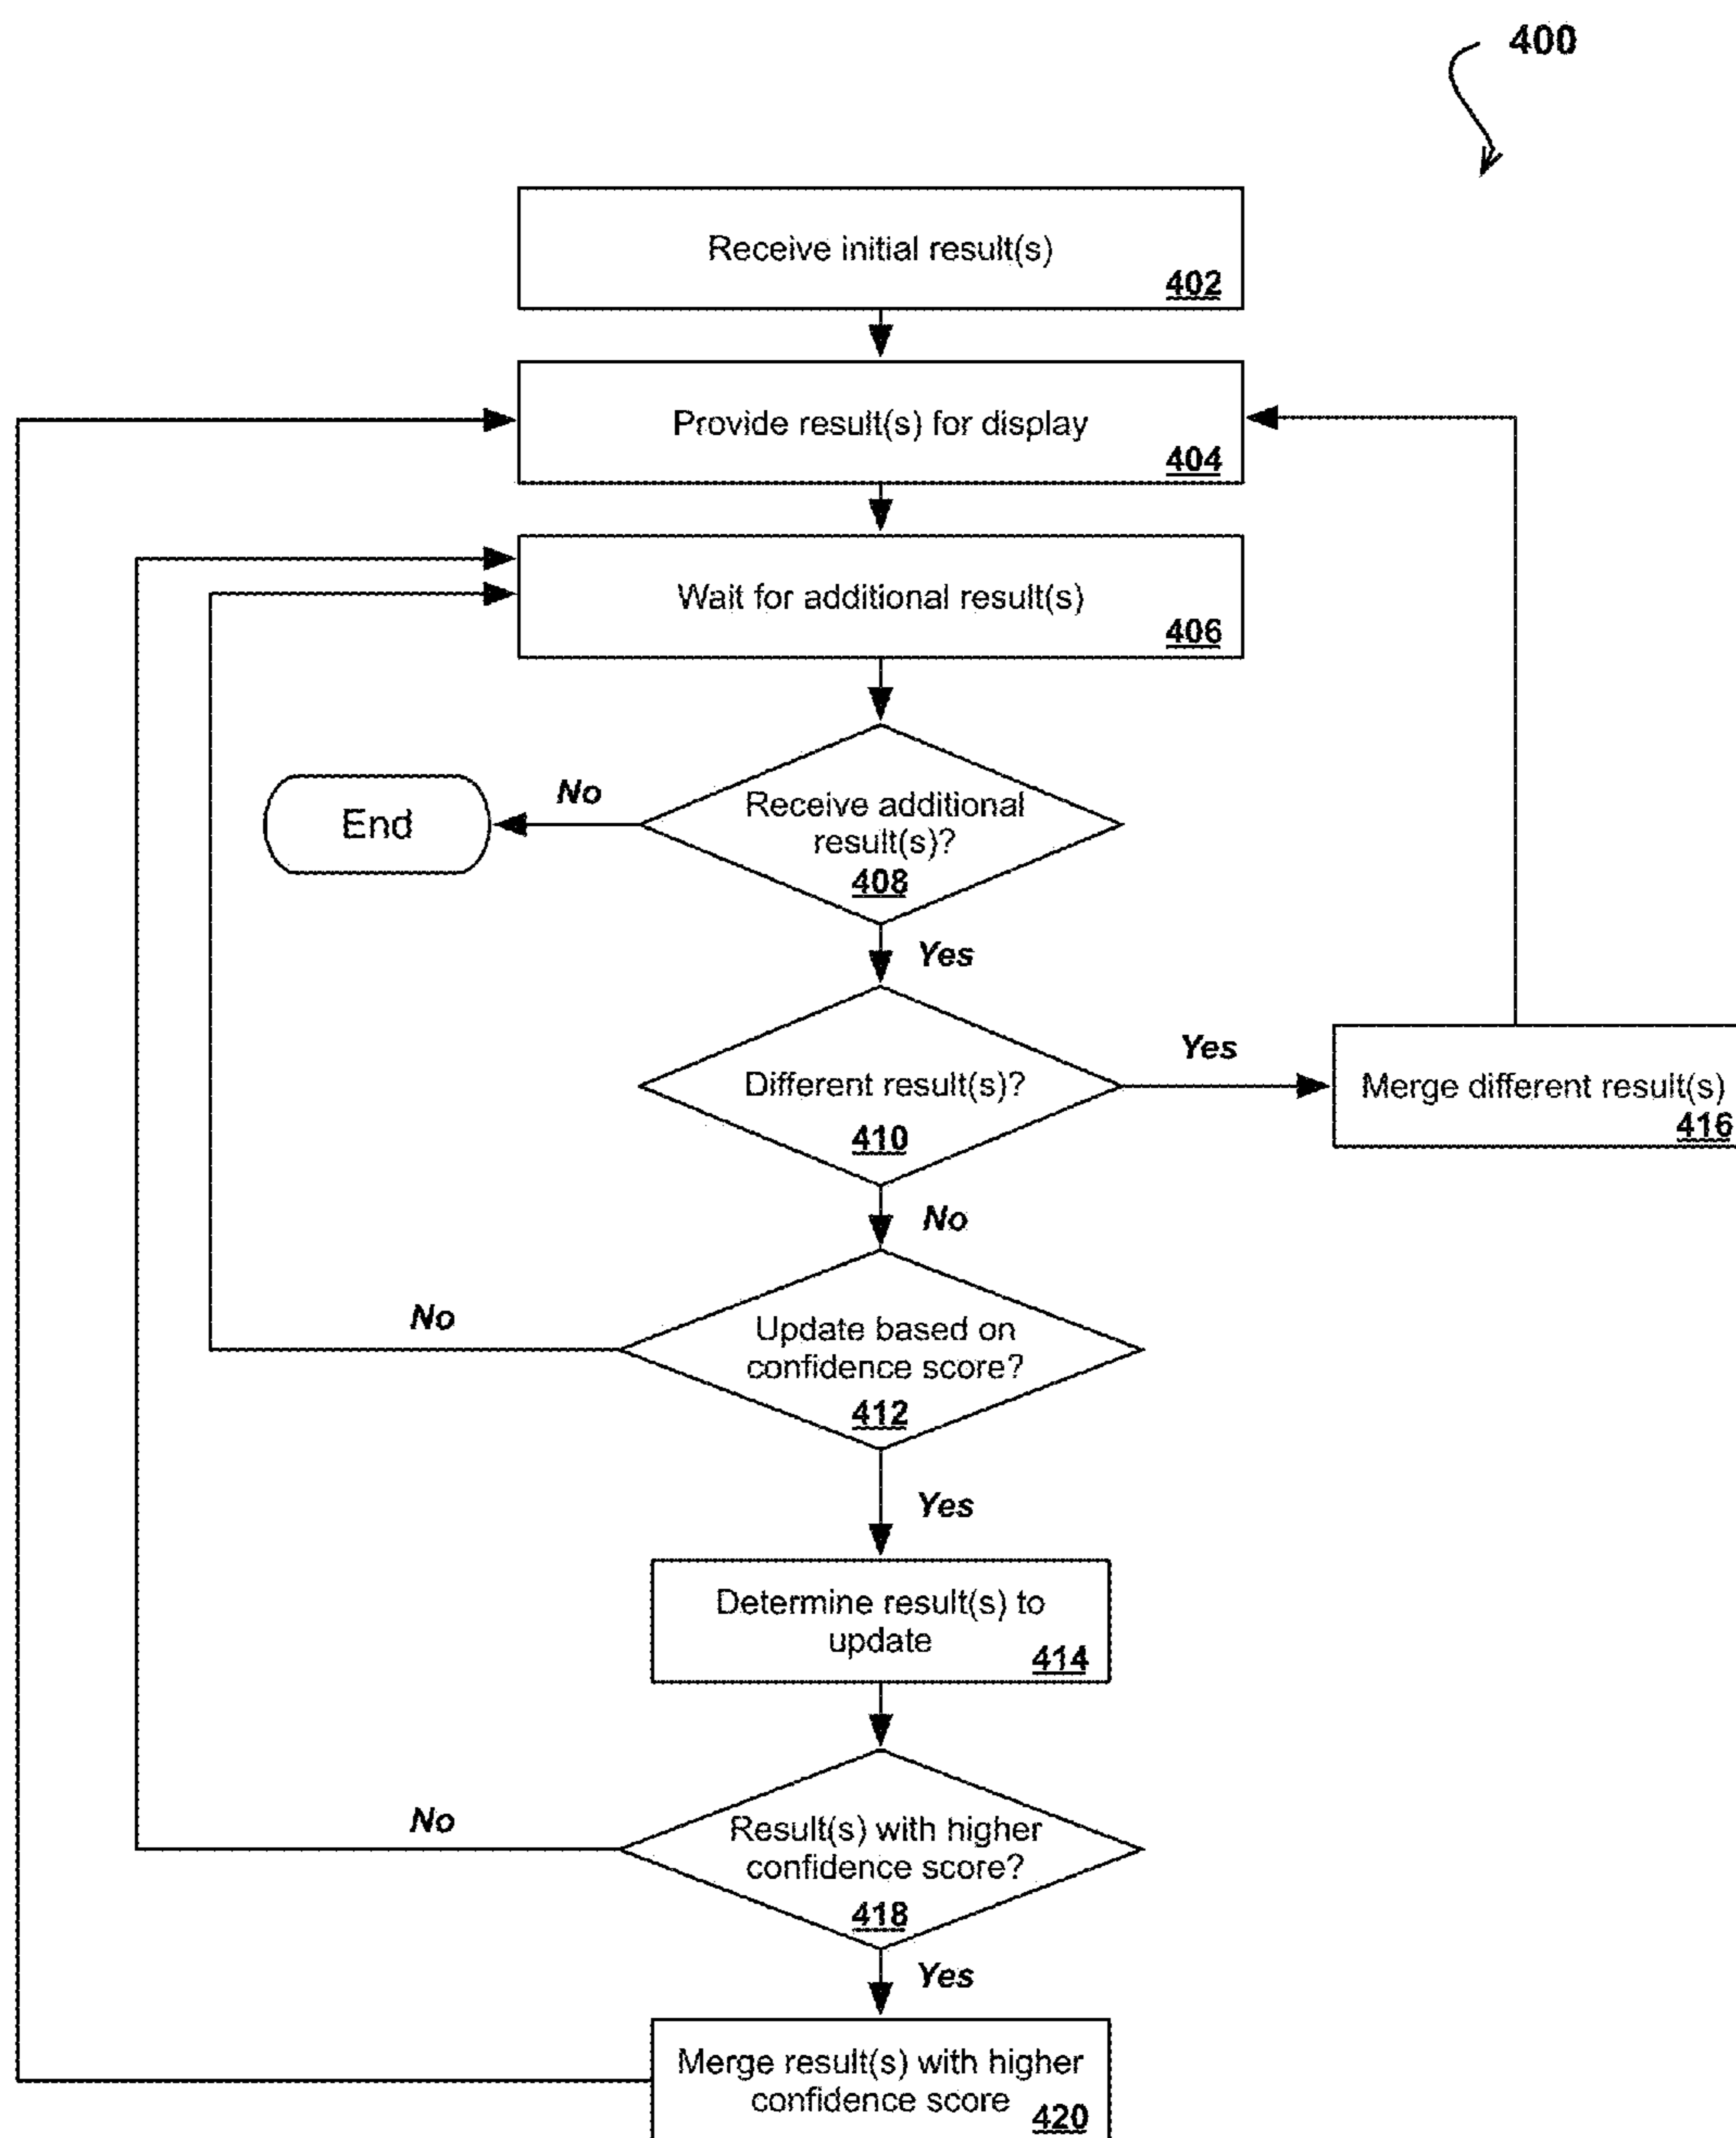 400
Receive initial result(s)
402
Provide result(s) for display
404
Wait for additional result(s)
406
Receive additional
result(s)?
408
No
End
Yes
Different result(s)?
410
Yes
Merge different result(s)
416
No
Update based on
confidence score?
412
No
Yes
Determine result(s) to
update
414
Result(s) with higher
confidence score?
418
No
Yes
Merge result(s) with higher
confidence score
420